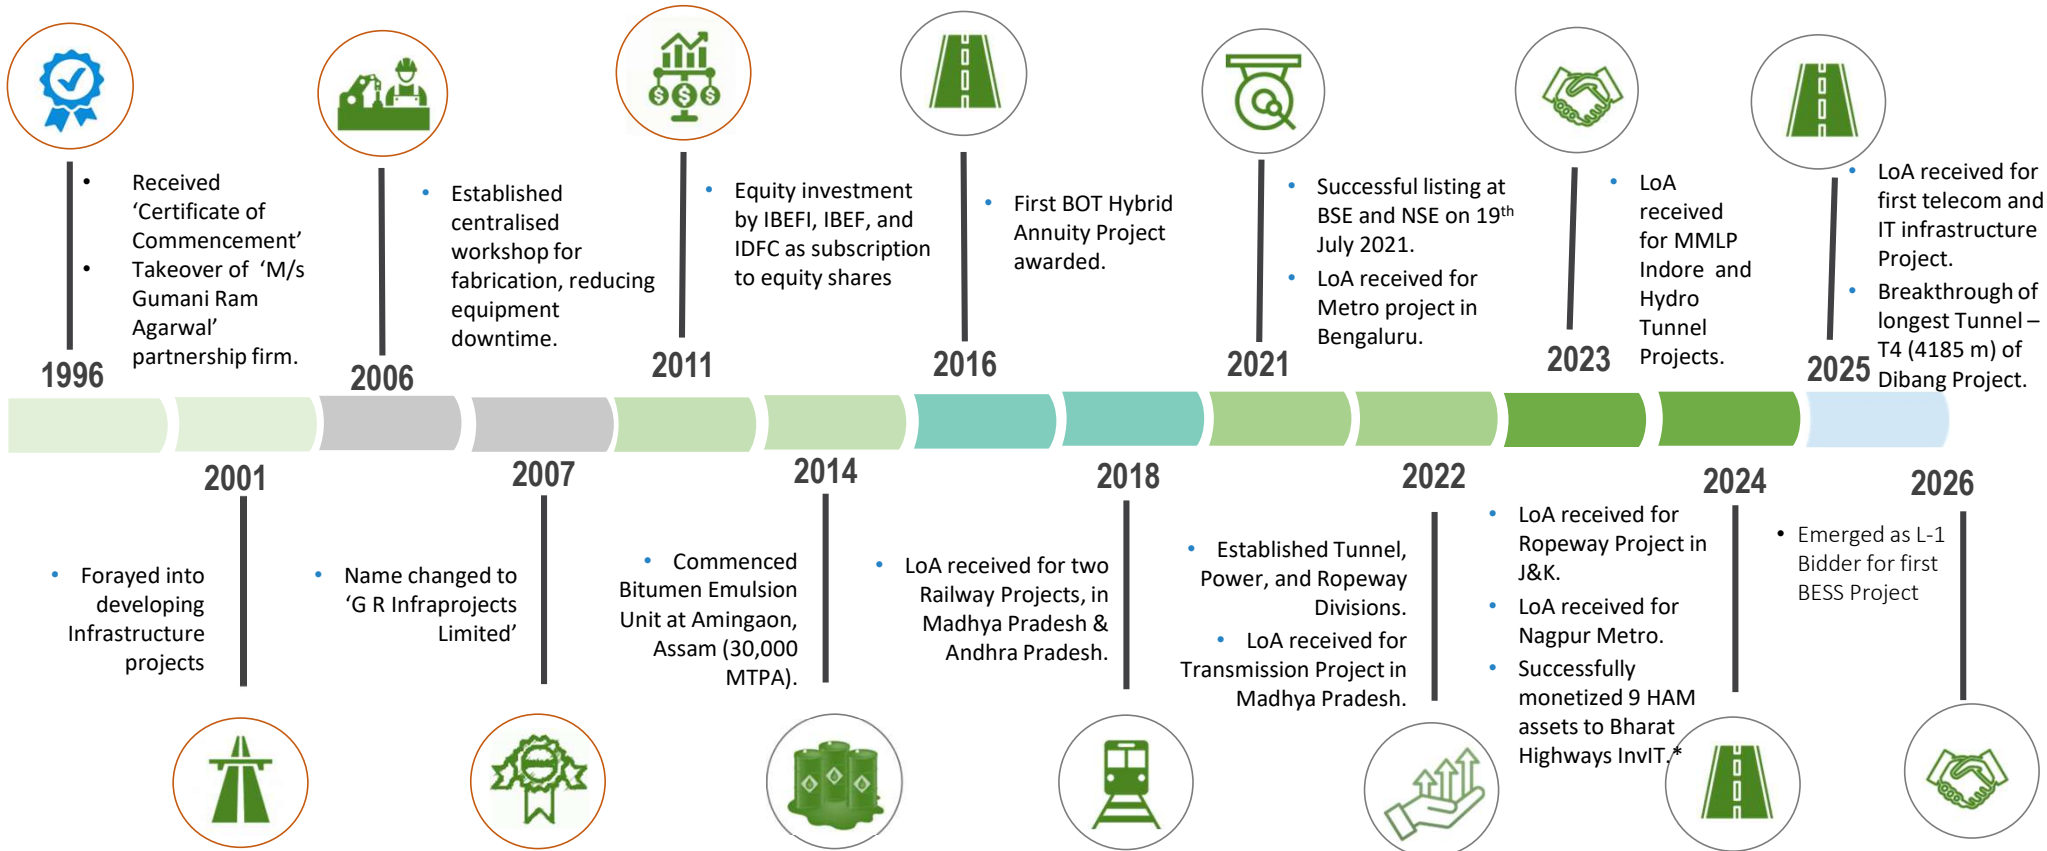 Received
‘Certificate of
Commencement’
Takeover of ‘M/s
Gumani Ram
Agarwal’
partnership firm.
1996
Established
centralised
workshop for
fabrication, reducing
equipment
downtime.
2006
Equity investment
by IBEFI, IBEF, and
IDFC as subscription
to equity shares
2011
First BOT Hybrid
Annuity Project
awarded.
2016
Successful listing at
BSE and NSE on 19th
July 2021.
LoA received for
Metro project in
Bengaluru.
2021
LoA
received
for MMLP
Indore and
Hydro
Tunnel
Projects.
2023
LoA received for
first telecom and
IT infrastructure
Project.
Breakthrough of
longest Tunnel –
T4 (4185 m) of
Dibang Project.
2025
2001
Forayed into
developing
Infrastructure
projects
2007
Name changed to
‘G R Infraprojects
Limited’
2014
Commenced
Bitumen Emulsion
Unit at Amingaon,
Assam (30,000
MTPA).
2018
LoA received for two
Railway Projects, in
Madhya Pradesh &
Andhra Pradesh.
2022
Established Tunnel,
Power, and Ropeway
Divisions.
LoA received for
Transmission Project in
Madhya Pradesh.
2024
LoA received for
Ropeway Project in
J&K.
LoA received for
Nagpur Metro.
Successfully
monetized 9 HAM
assets to Bharat
Highways InvIT.*
2026
Emerged as L-1
Bidder for first
BESS Project